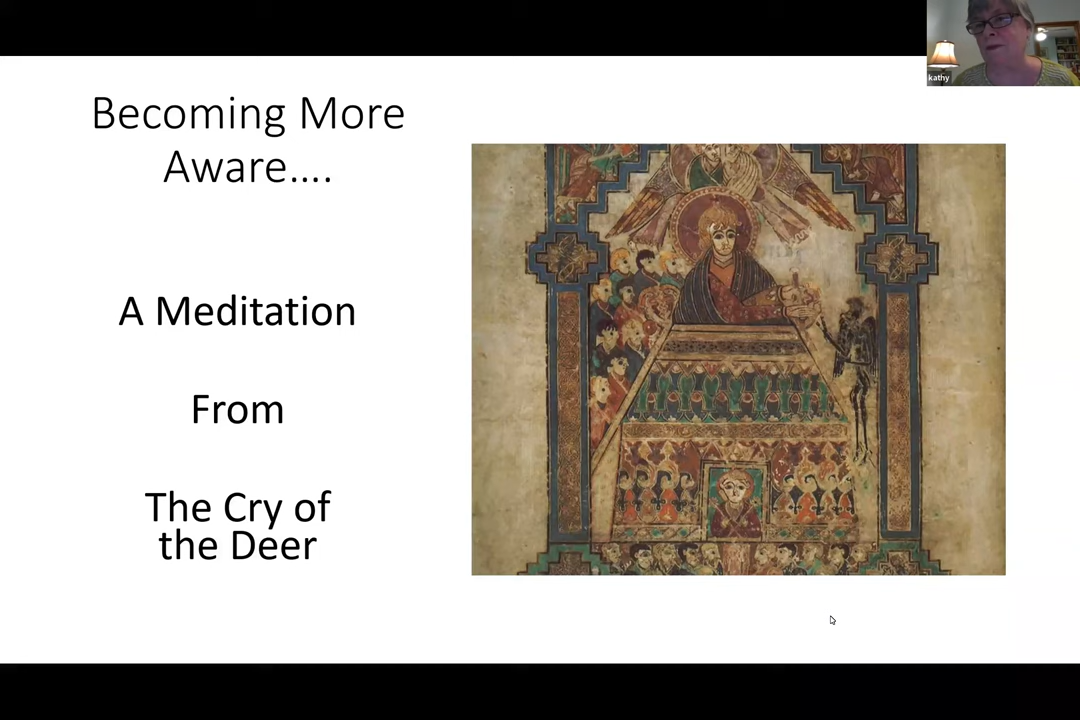 Becoming More
Aware....
A Meditation
From
The Cry of
the Deer
kathy